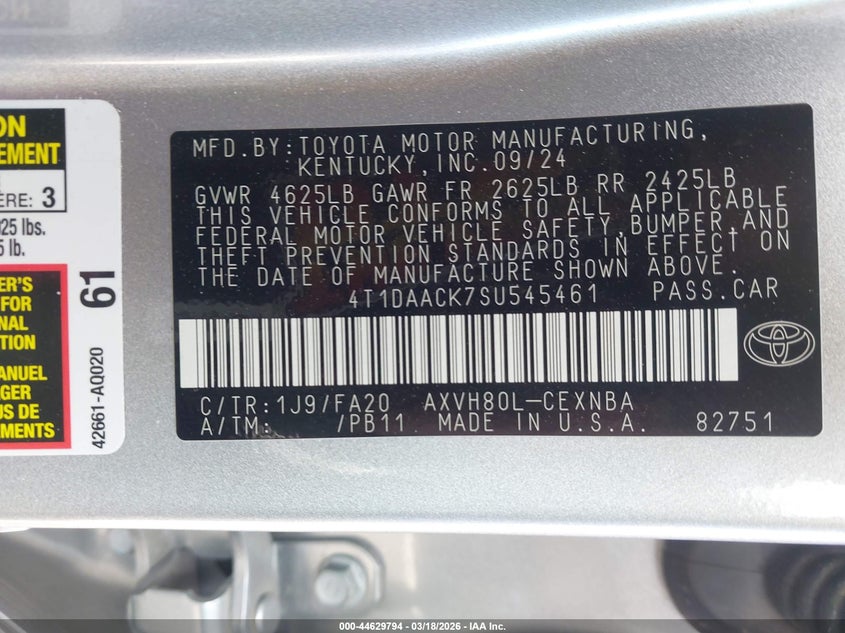 MFD.BY:TOYOTA MOTOR MANUFACTURING,
KENTUCKY,INC.09/24
GVWR 4625LB GAWR FR 2625LB RR 2425LB
THIS VEHICLE CONFORMS TO ALL APPLICABLE
FEDERAL MOTOR VEHICLE SAFETY,BUMPER,AND
THEFT PREVENTION STANDARDS IN EFFECT ON
THE DATE OF MANUFACTURE SHOWN ABOVE.
4T1DAACK7SU545461 PASS.CAR
C/TR:1J9/FA20 AXVH80L-CEXNBA
A/TM: /PB11 MADE IN U.S.A. 82751
ON
EMENT
ERE: 3
025 lbs.
5 lb.
ER'S
FOR
NAL
TION
ANUEL
GER
US DE
EMENTS
61
42661-A0020
000-44629794 — 03/18/2026 — IAA Inc.